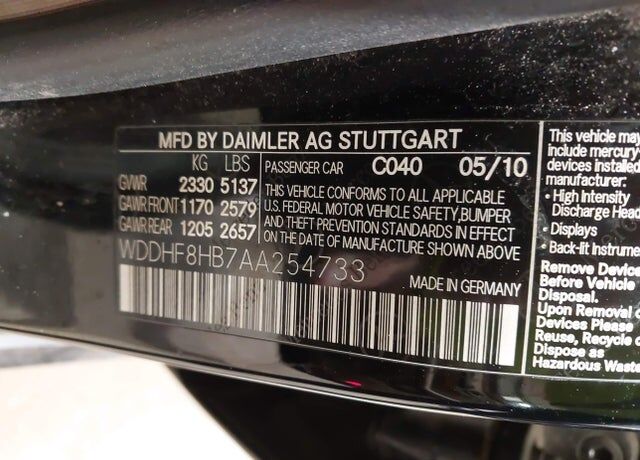 MFD BY DAIMLER AG STUTTGART
KG LBS
GVWR 2330 5137
GAWR FRONT 1170 2579
GAWR REAR 1205 2657
PASSENGER CAR C040 05/10
THIS VEHICLE CONFORMS TO ALL APPLICABLE
U.S. FEDERAL MOTOR VEHICLE SAFETY, BUMPER
AND THEFT PREVENTION STANDARDS IN EFFECT
ON THE DATE OF MANUFACTURE SHOWN ABOVE
WDDHF8HB7AA254733
MADE IN GERMANY
This vehicle may
include mercury
devices installed
manufacturer:
• High Intensity
Discharge Hea
• Displays
• Back-lit Instrume
Remove Device
Before Vehicle
Disposal.
Upon Removal o
Devices Please
Reuse, Recycle o
Dispose as
Hazardous Waste